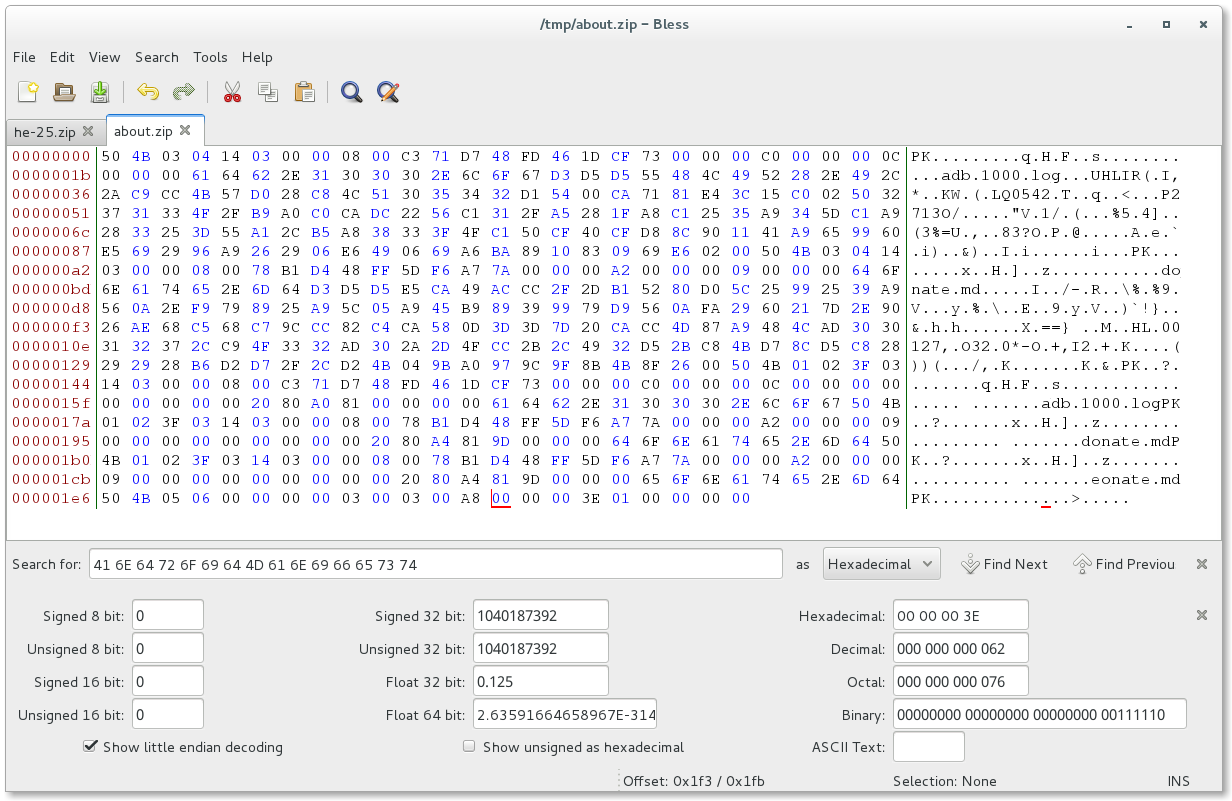 /tmp/about.zip – Bless
File Edit View Search Tools Help
he-25.zip about.zip
00000000 50 4B 03 04 14 03 00 00 08 00 C3 71 D7 48 FD 46 1D CF 73 00 00 00 C0 00 00 00 0C PK.........q.H.F..s........
0000001b 00 00 00 61 64 62 2E 31 30 30 30 2E 6C 6F 67 D3 D5 D5 55 48 4C 49 52 28 2E 49 2C ...adb.1000.log...UHLIR(.I,
00000036 2A C9 CC 4B 57 D0 28 C8 4C 51 30 35 34 32 D1 54 00 CA 71 81 E4 3C 15 C0 02 50 32 *..KW.(.LQ0542.T..q..<...P2
00000051 37 31 33 4F 2F B9 A0 C0 CA DC 22 56 C1 31 2F A5 28 1F A8 C1 25 35 A9 34 5D C1 A9 713O/....."V.1/.(...%5.4]..
0000006c 28 33 25 3D 55 A1 2C B5 A8 38 33 3F 4F C1 50 CF 40 CF D8 8C 90 11 41 A9 65 99 60 (3%=U.,..83?O.P.@.....A.e.`
00000087 E5 69 29 96 A9 26 29 06 E6 49 06 69 A6 BA 89 10 83 09 69 E6 02 00 50 4B 03 04 14 .i)..&)..I.i......i...PK...
000000a2 03 00 00 08 00 78 B1 D4 48 FF 5D F6 A7 7A 00 00 00 A2 00 00 00 09 00 00 00 64 6F .....x..H.]..z...........do
000000bd 6E 61 74 65 2E 6D 64 D3 D5 D5 E5 CA 49 AC CC 2F 2D B1 52 80 D0 5C 25 99 25 39 A9 nate.md.....I../-.R..\%.%9.
000000d8 56 0A 2E F9 79 89 25 A9 5C 05 A9 45 B9 89 39 99 79 D9 56 0A FA 29 60 21 7D 2E 90 V...y.%.\..E..9.y.V..)`!}..
000000f3 26 AE 68 C5 68 C7 9C CC 82 C4 CA 58 0D 3D 3D 7D 20 CA CC 4D 87 A9 48 4C AD 30 30 &.h.h......X.==} ..M..HL.00
0000010e 31 32 37 2C C9 4F 33 32 AD 30 2A 2D 4F CC 2B 2C 49 32 D5 2B C8 4B D7 8C D5 C8 28 127,.O32.0*-O.+,I2.+.K....(
00000129 29 29 28 B6 D2 D7 2F 2C D2 4B 04 9B A0 97 9C 9F 8B 4B 8F 26 00 50 4B 01 02 3F 03 ))(.../,.K.......K.&.PK..?.
00000144 14 03 00 00 08 00 C3 71 D7 48 FD 46 1D CF 73 00 00 00 C0 00 00 00 0C 00 00 00 00 .......q.H.F..s............
0000015f 00 00 00 00 00 20 80 A0 81 00 00 00 00 61 64 62 2E 31 30 30 30 2E 6C 6F 67 50 4B ..... .......adb.1000.logPK
0000017a 01 02 3F 03 14 03 00 00 08 00 78 B1 D4 48 FF 5D F6 A7 7A 00 00 00 A2 00 00 00 09 ..?.......x..H.]..z........
00000195 00 00 00 00 00 00 00 00 00 20 80 A4 81 9D 00 00 00 64 6F 6E 61 74 65 2E 6D 64 50 ......... .......donate.mdP
000001b0 4B 01 02 3F 03 14 03 00 00 08 00 78 B1 D4 48 FF 5D F6 A7 7A 00 00 00 A2 00 00 00 K..?.......x..H.]..z.......
000001cb 09 00 00 00 00 00 00 00 00 00 20 80 A4 81 9D 00 00 00 65 6F 6E 61 74 65 2E 6D 64 .......... .......eonate.md
000001e6 50 4B 05 06 00 00 00 00 03 00 03 00 A8 00 00 00 3E 01 00 00 00 00 PK..............>.....
Search for: 41 6E 64 72 6F 69 64 4D 61 6E 69 66 65 73 74 as Hexadecimal Find Next Find Previou
Signed 8 bit: 0 Signed 32 bit: 1040187392 Hexadecimal: 00 00 00 3E
Unsigned 8 bit: 0 Unsigned 32 bit: 1040187392 Decimal: 000 000 000 062
Signed 16 bit: 0 Float 32 bit: 0.125 Octal: 000 000 000 076
Unsigned 16 bit: 0 Float 64 bit: 2.63591664658967E-314 Binary: 00000000 00000000 00000000 00111110
Show little endian decoding Show unsigned as hexadecimal ASCII Text:
Offset: 0x1f3 / 0x1fb Selection: None INS